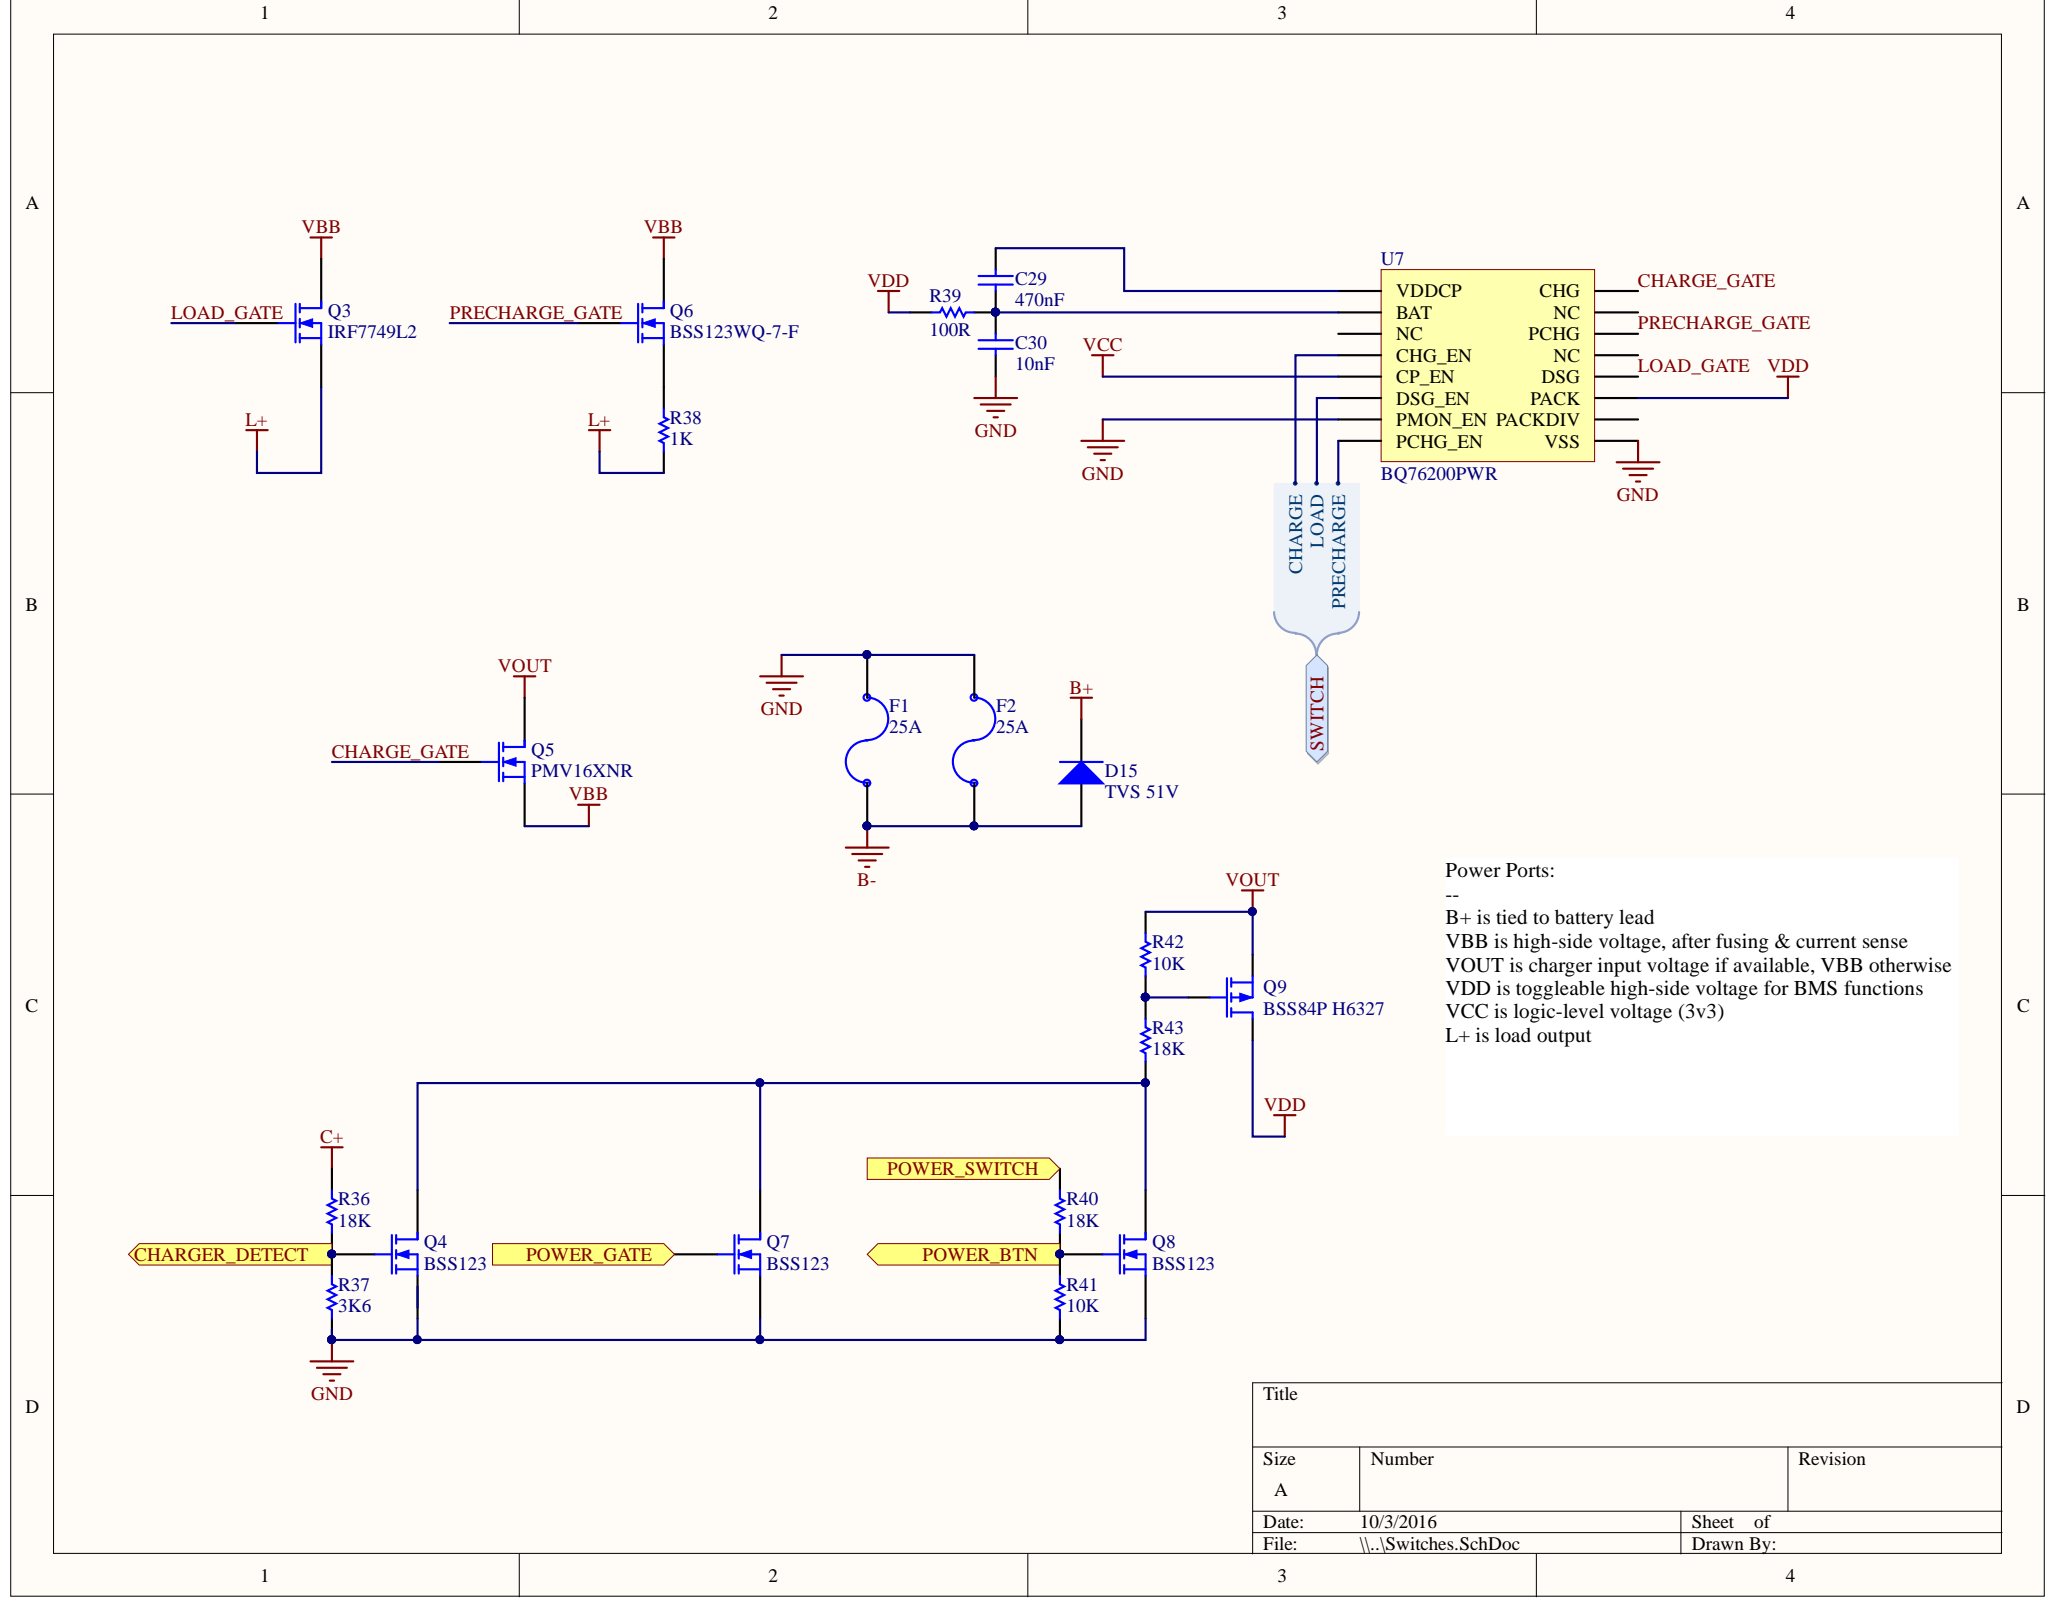 1 2 3 4
A A
B B
C C
D D
VBB
LOAD_GATE
Q3
IRF7749L2
L+
VBB
PRECHARGE_GATE
Q6
BSS123WQ-7-F
L+
R38
1K
VDD
R39
100R
C29
470nF
C30
10nF
GND
VCC
GND
U7
VDDCP CHG
BAT NC
NC PCHG
CHG_EN NC
CP_EN DSG
DSG_EN PACK
PMON_EN PACKDIV
PCHG_EN VSS
BQ76200PWR
CHARGE_GATE
PRECHARGE_GATE
LOAD_GATE
VDD
GND
CHARGE
LOAD
PRECHARGE
SWITCH
VOUT
CHARGE_GATE
Q5
PMV16XNR
VBB
GND
F1
25A
F2
25A
B+
D15
TVS 51V
B-
Power Ports:
--
B+ is tied to battery lead
VBB is high-side voltage, after fusing & current sense
VOUT is charger input voltage if available, VBB otherwise
VDD is toggleable high-side voltage for BMS functions
VCC is logic-level voltage (3v3)
L+ is load output
VOUT
R42
10K
Q9
BSS84P H6327
R43
18K
VDD
C+
R36
18K
CHARGER_DETECT
Q4
BSS123
R37
3K6
GND
POWER_GATE
Q7
BSS123
POWER_SWITCH
R40
18K
POWER_BTN
Q8
BSS123
R41
10K
Title
Size Number Revision
A
Date: 10/3/2016 Sheet of
File: \\..\Switches.SchDoc Drawn By:
1 2 3 4